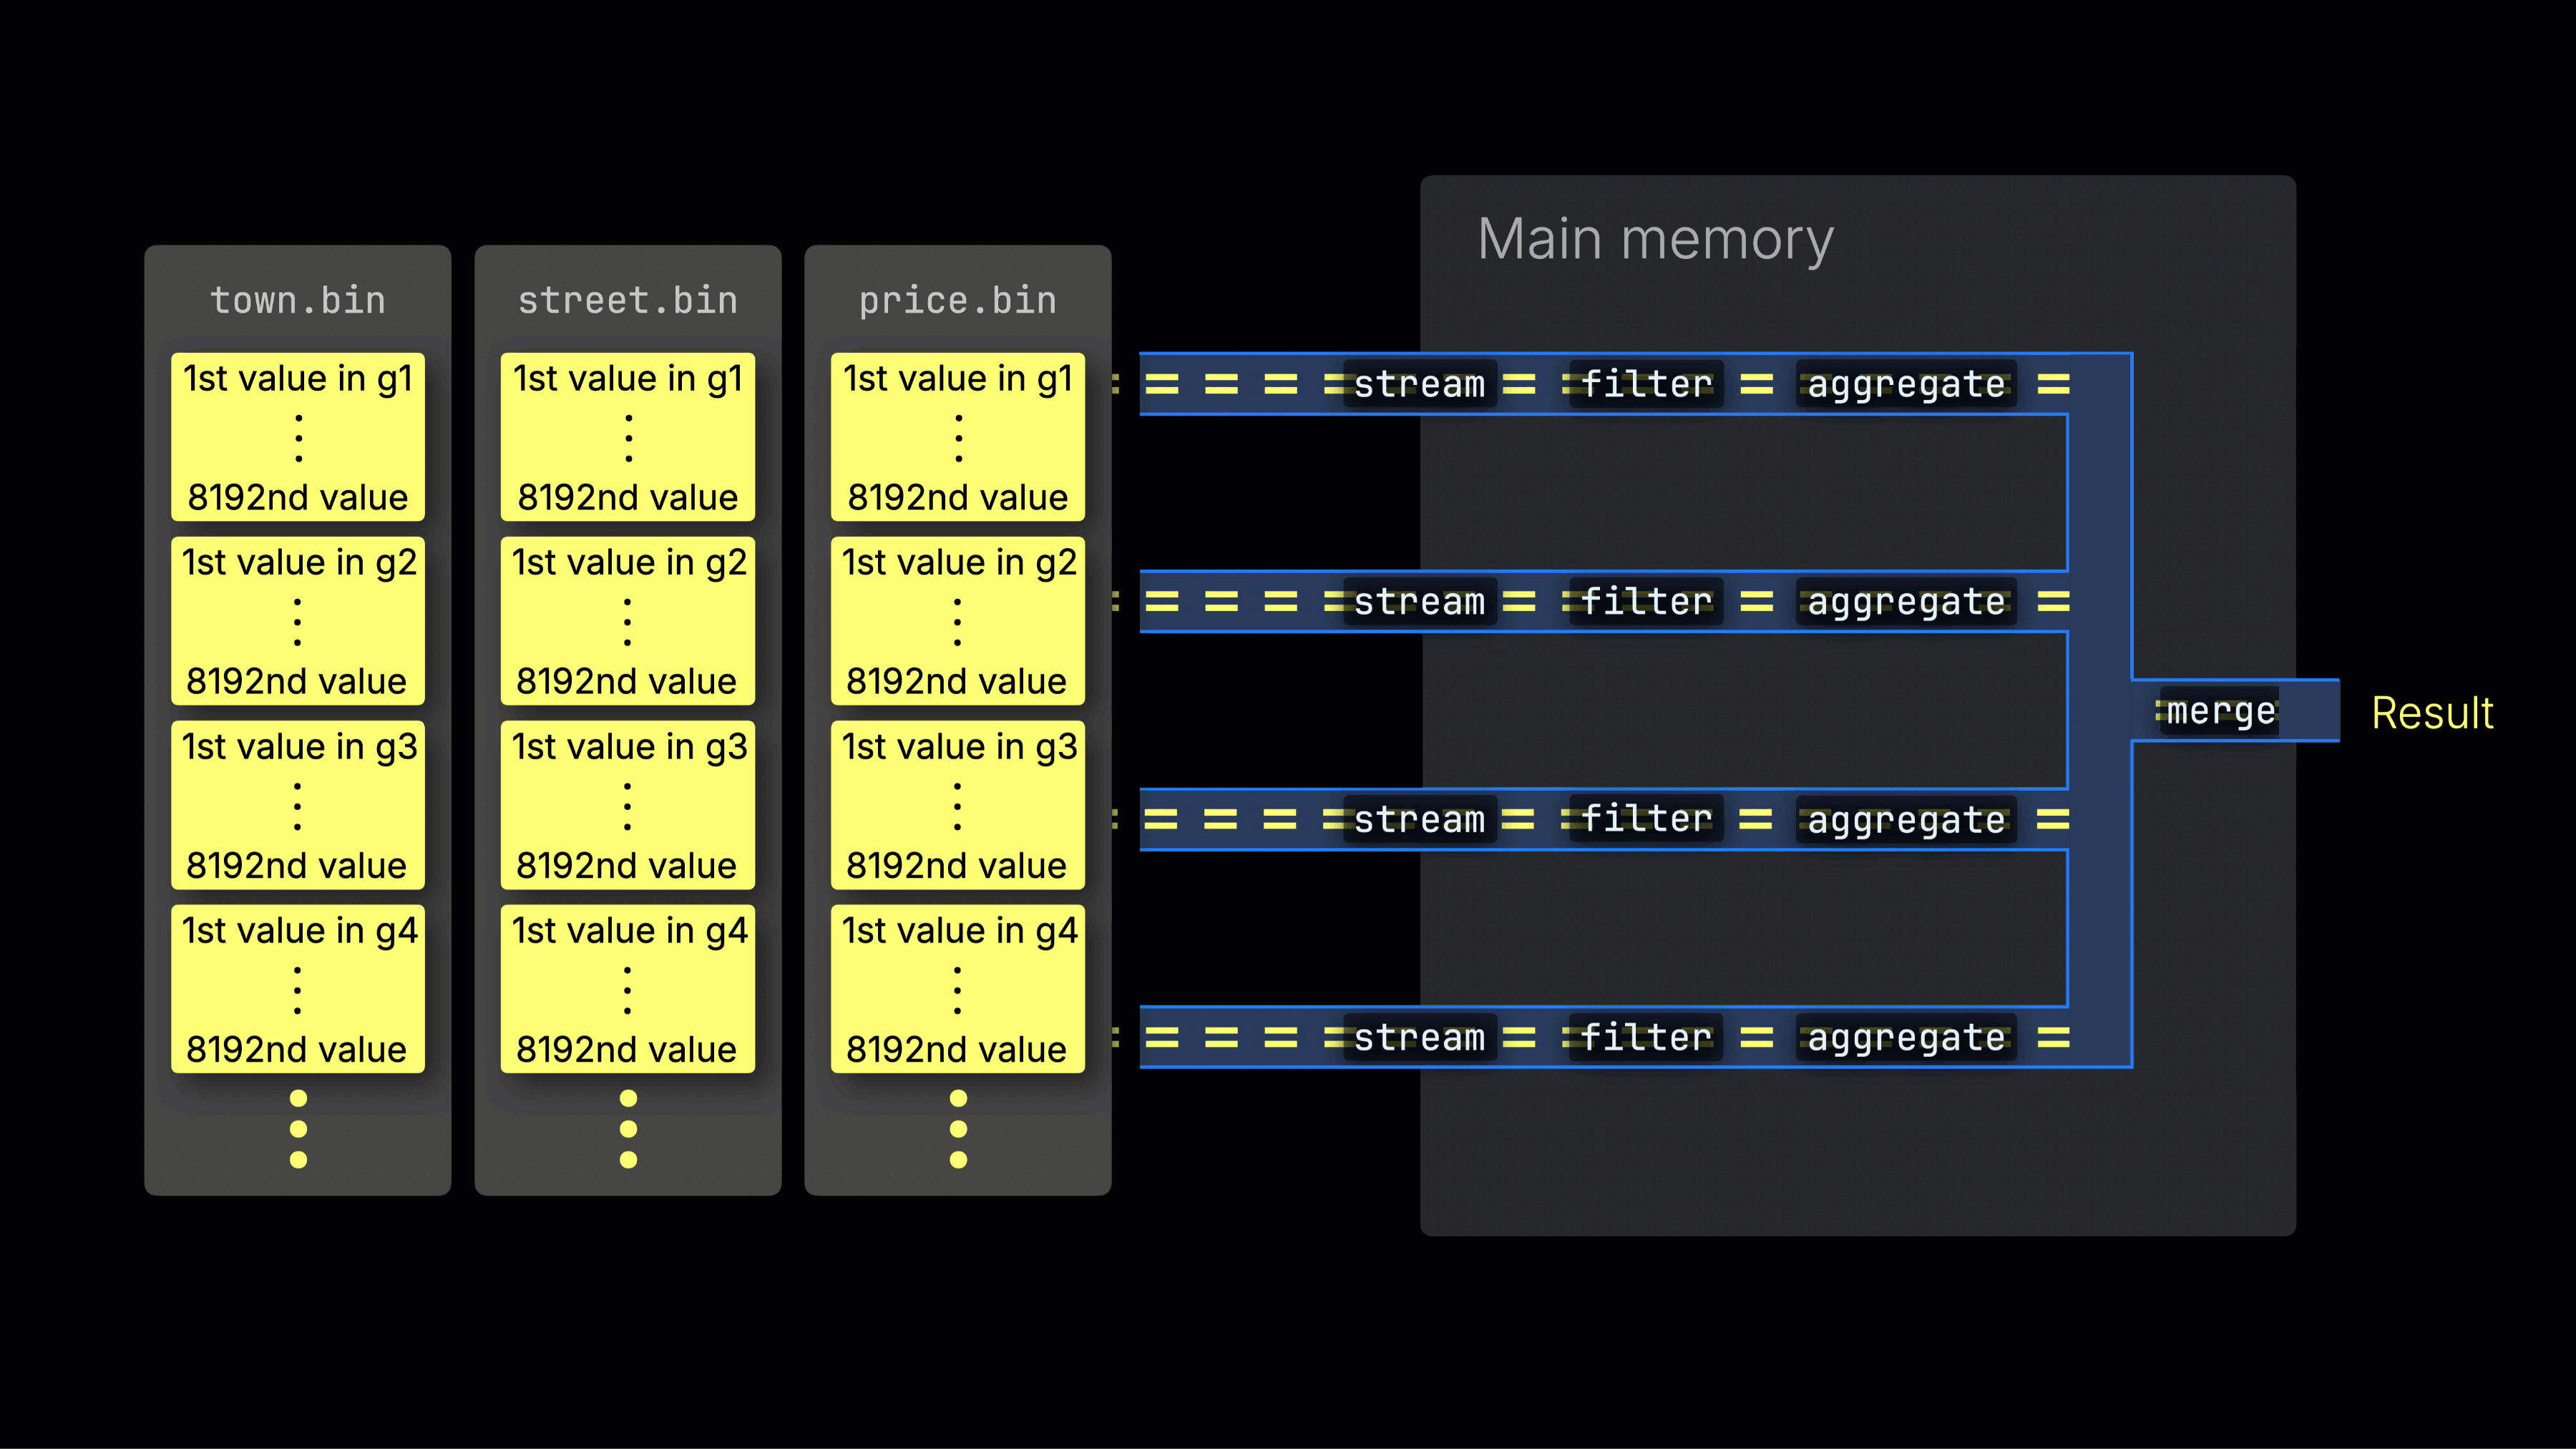 town.bin
1st value in g1
8192nd value
1st value in g2
8192nd value
1st value in g3
8192nd value
1st value in g4
8192nd value
street.bin
1st value in g1
8192nd value
1st value in g2
8192nd value
1st value in g3
8192nd value
1st value in g4
8192nd value
price.bin
1st value in g1
8192nd value
1st value in g2
8192nd value
1st value in g3
8192nd value
1st value in g4
8192nd value
Main memory
stream filter aggregate
stream filter aggregate
stream filter aggregate
stream filter aggregate
merge
Result